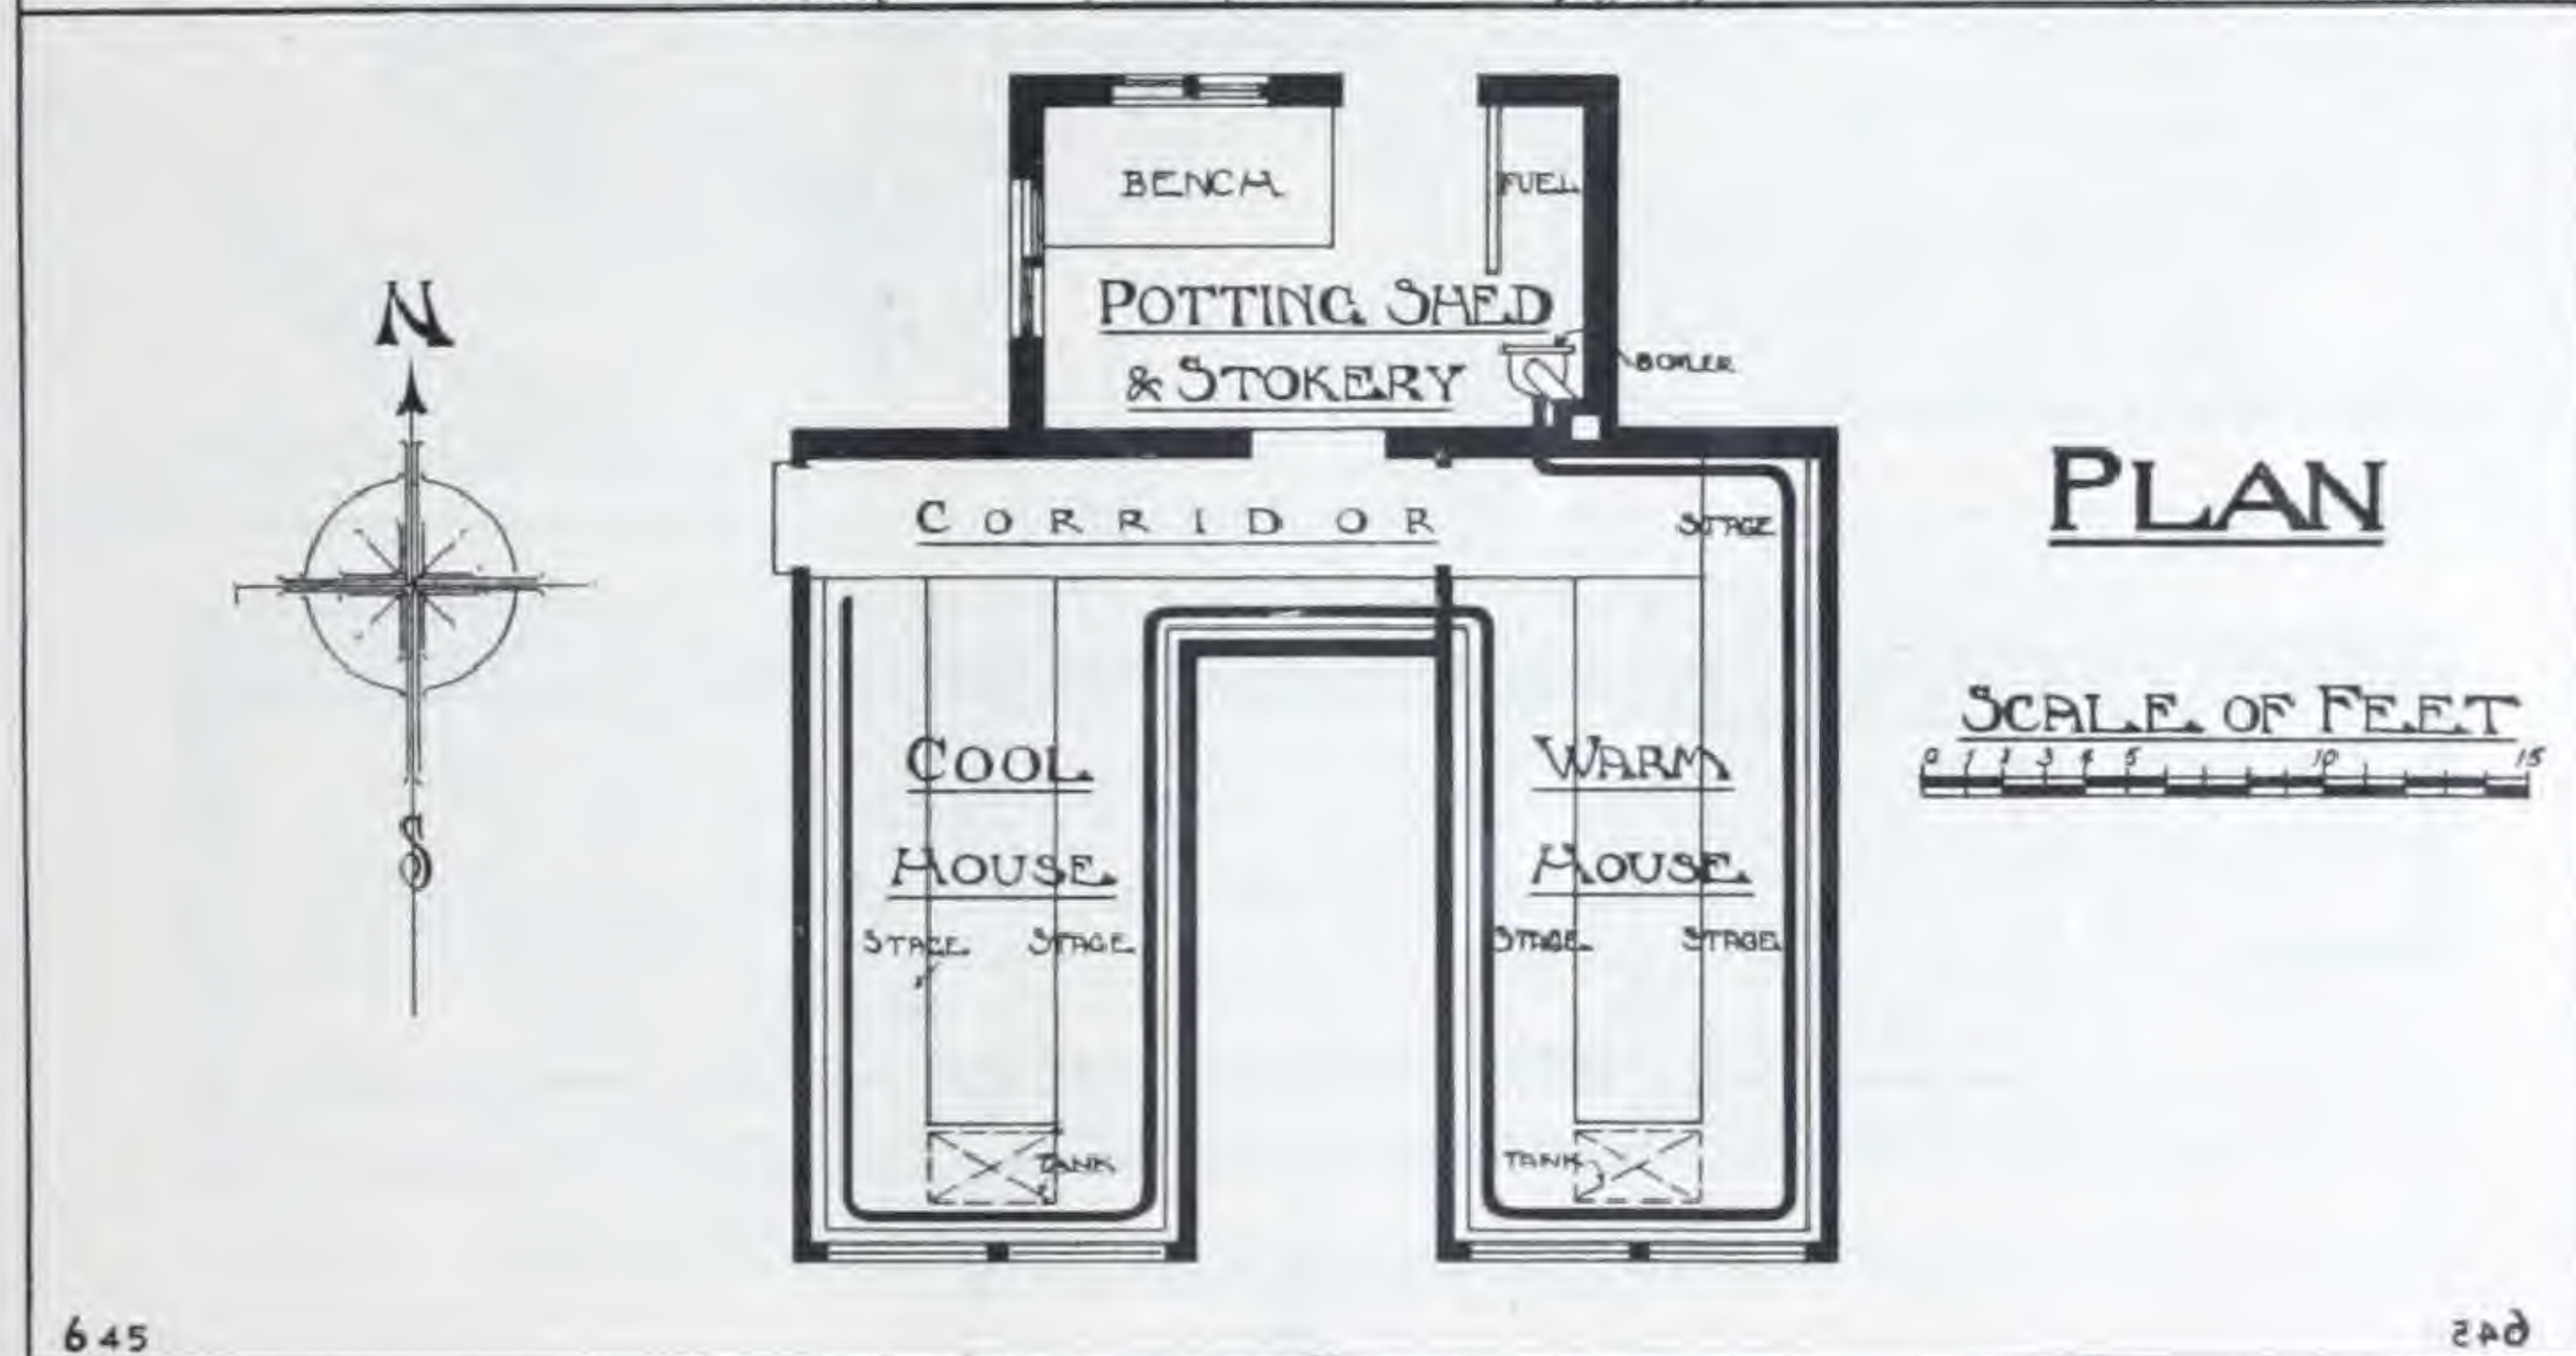 N
S
BENCH
FUEL
POTTING SHED
& STOKERY
BOILER
CORRIDOR
STAGE
COOL
HOUSE
STAGE STAGE
TANK
WARM
HOUSE
STAGE STAGE
TANK
PLAN
SCALE OF FEET
0 1 2 3 4 5 10 15
645
645